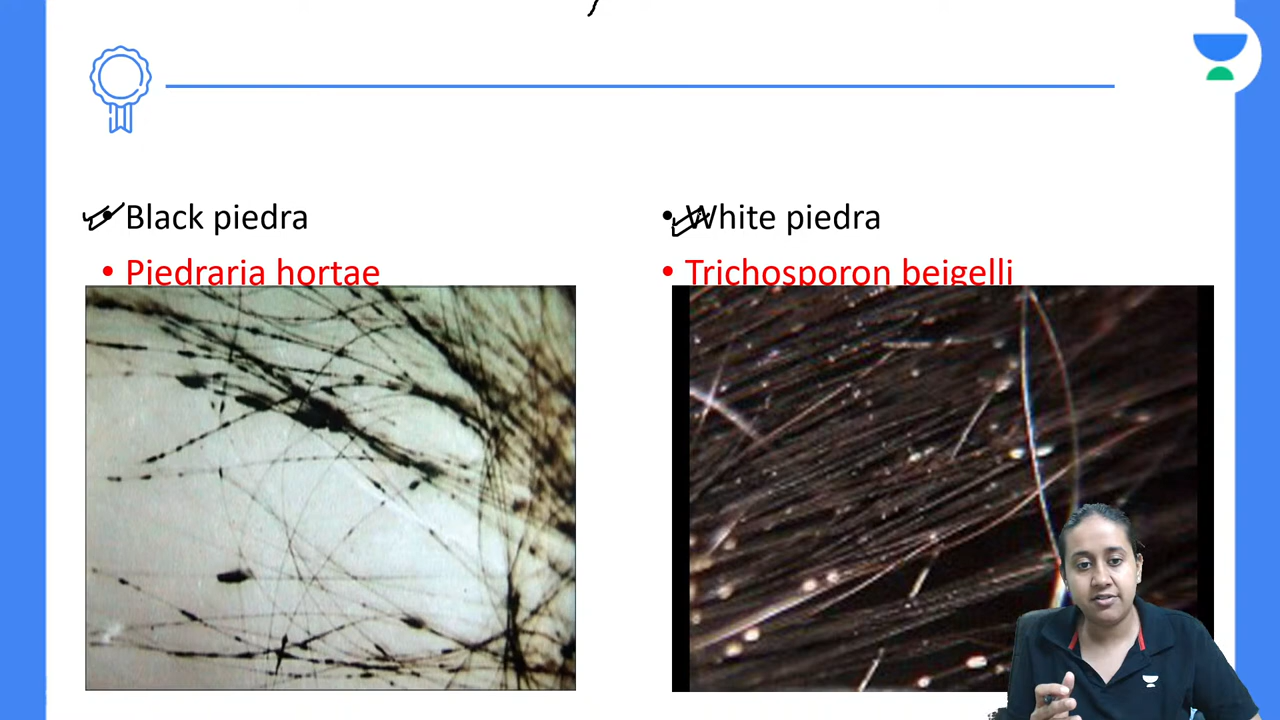 • Black piedra
• Piedraria hortae
• White piedra
• Trichosporon beigelli